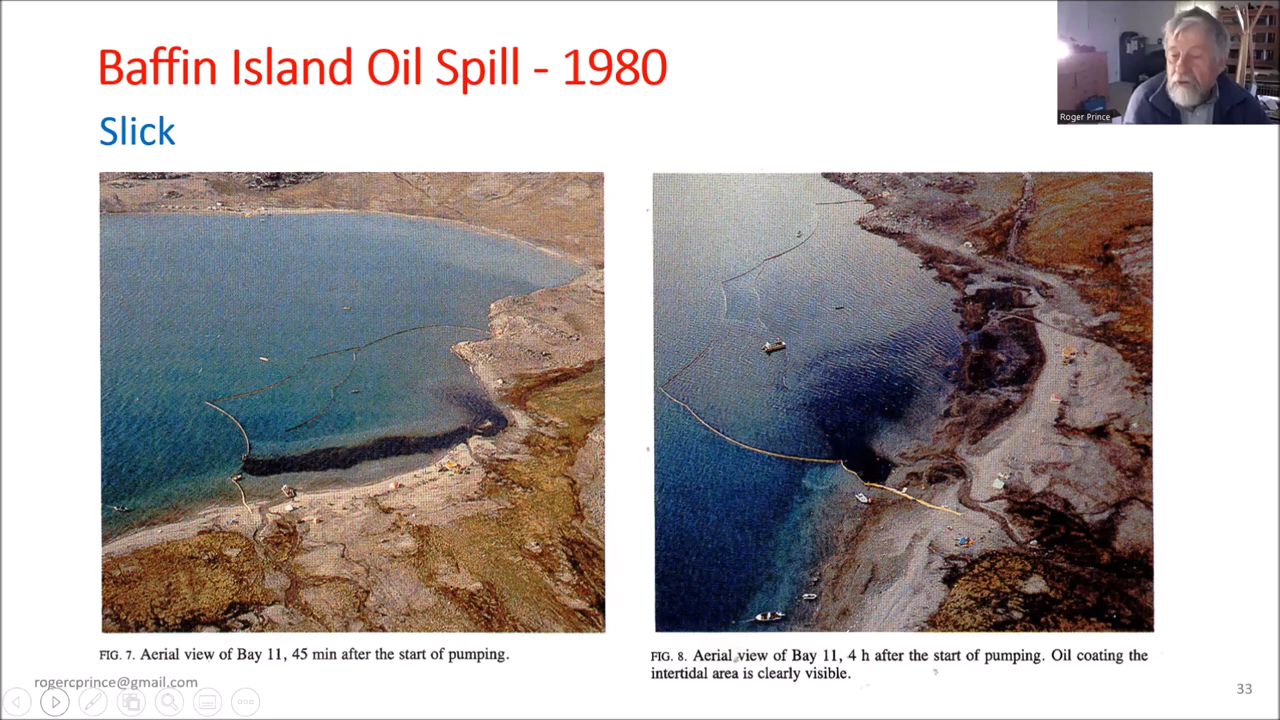 Baffin Island Oil Spill - 1980
Slick
Roger Prince
FIG. 7. Aerial view of Bay 11, 45 min after the start of pumping.
FIG. 8. Aerial view of Bay 11, 4 h after the start of pumping. Oil coating the
intertidal area is clearly visible.
rogercprince@gmail.com
33